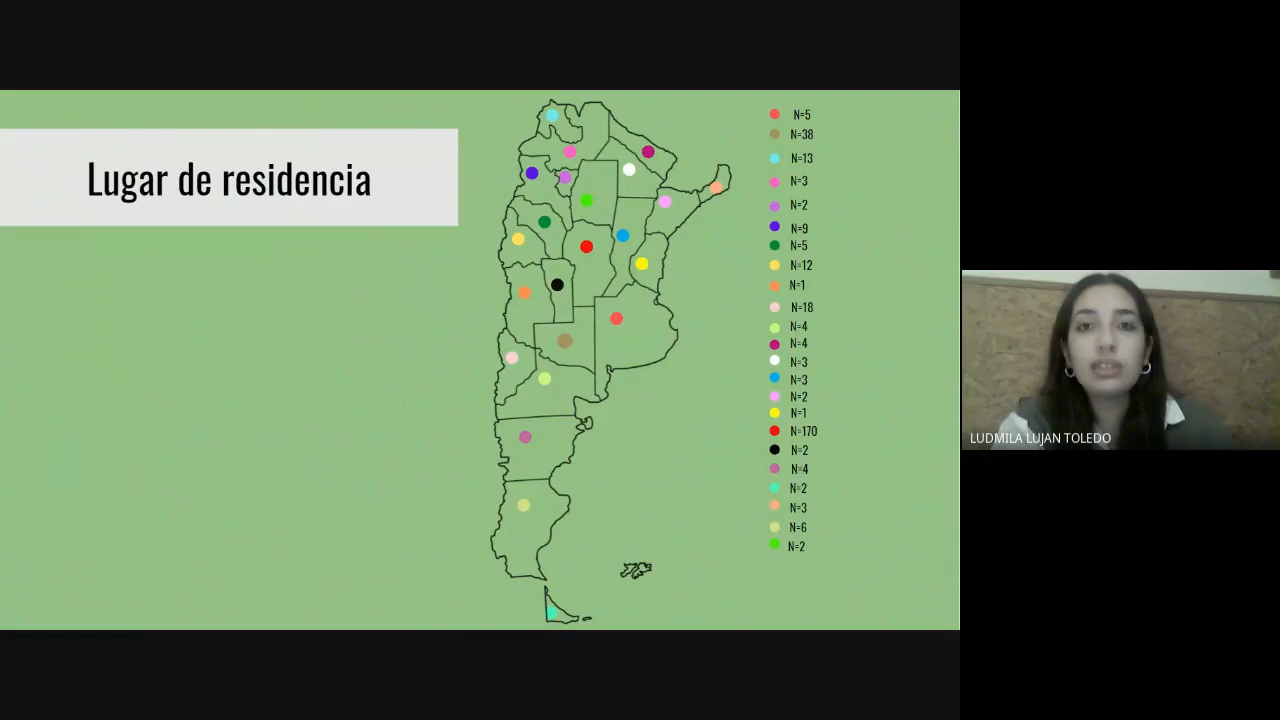 Lugar de residencia
N=5
N=38
N=13
N=3
N=2
N=9
N=5
N=12
N=1
N=18
N=4
N=4
N=3
N=3
N=2
N=1
N=170
N=2
N=4
N=2
N=3
N=6
N=2
LUDMILA LUJAN TOLEDO